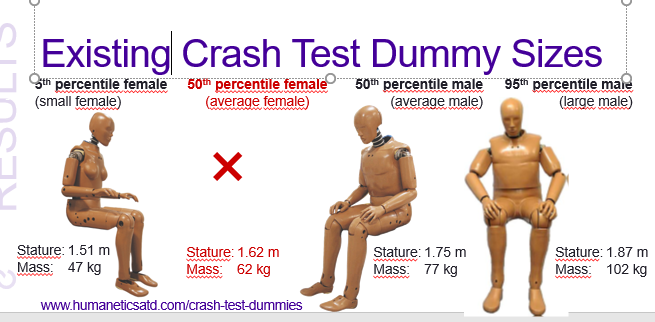 Existing Crash Test Dummy Sizes
5th percentile female 50th percentile female 50th percentile male 95th percentile male
(small female) (average female) (average male) (large male)
RESULTS
Stature: 1.51 m Stature: 1.62 m Stature: 1.75 m Stature: 1.87 m
Mass: 47 kg Mass: 62 kg Mass: 77 kg Mass: 102 kg
www.humaneticsatd.com/crash-test-dummies